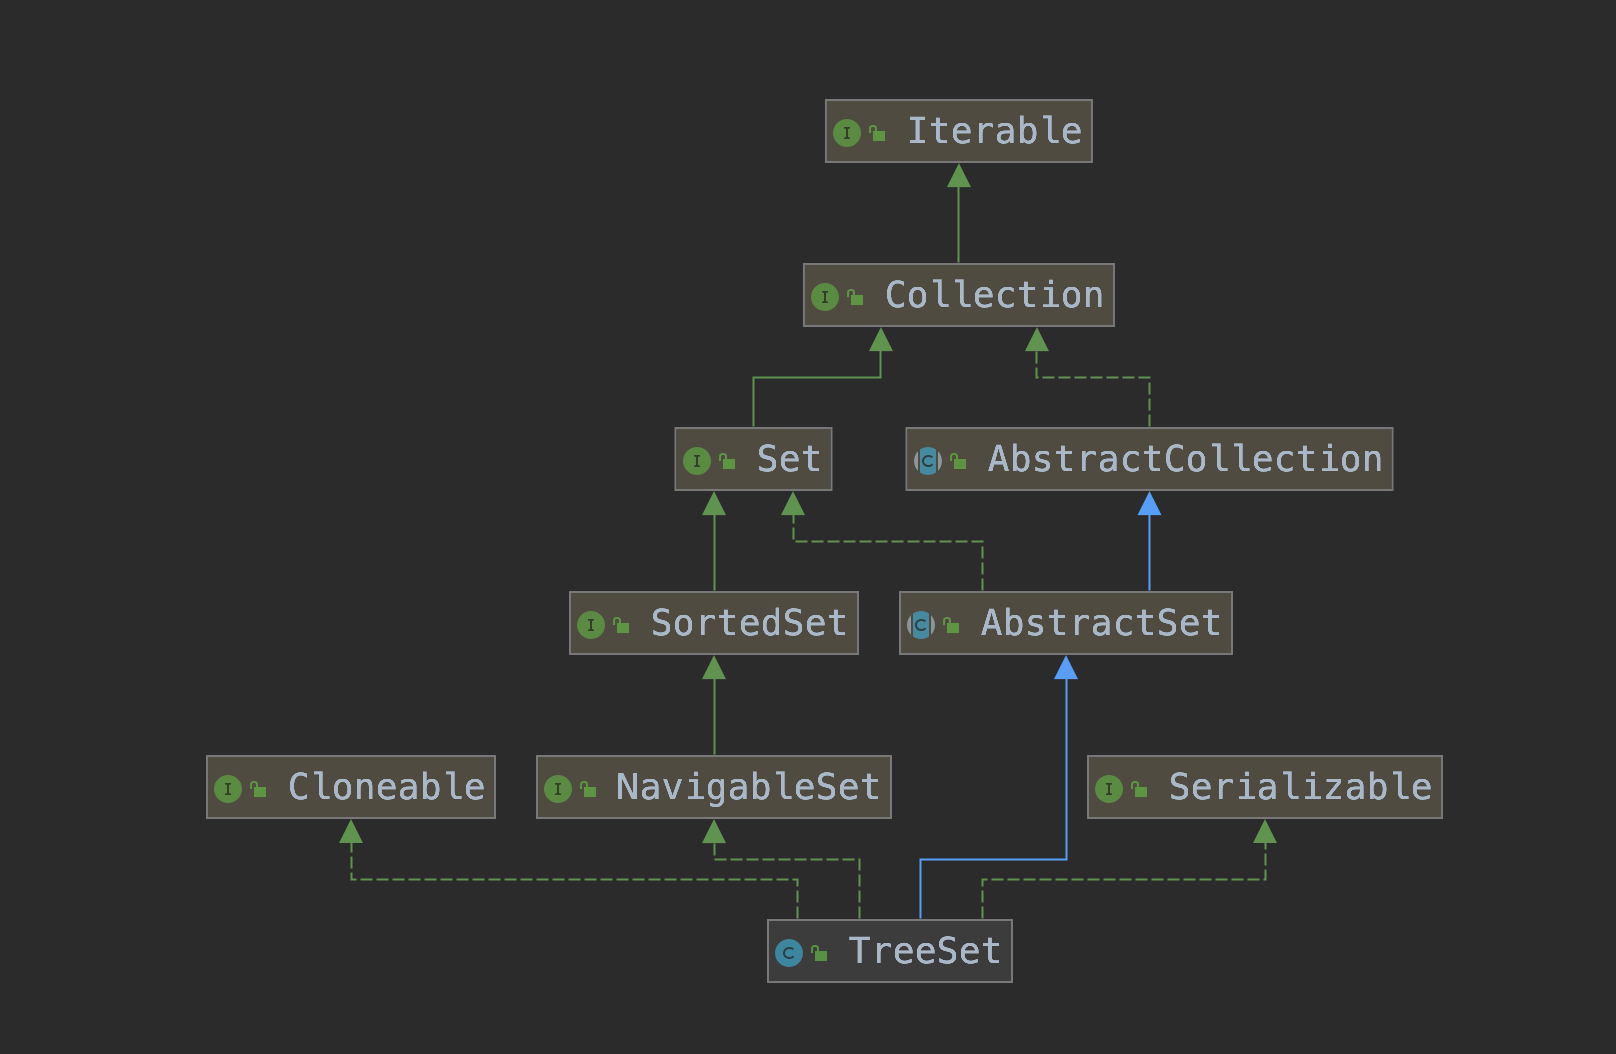 I Iterable
I Collection
I Set
C AbstractCollection
I SortedSet
C AbstractSet
I Cloneable
I NavigableSet
I Serializable
C TreeSet